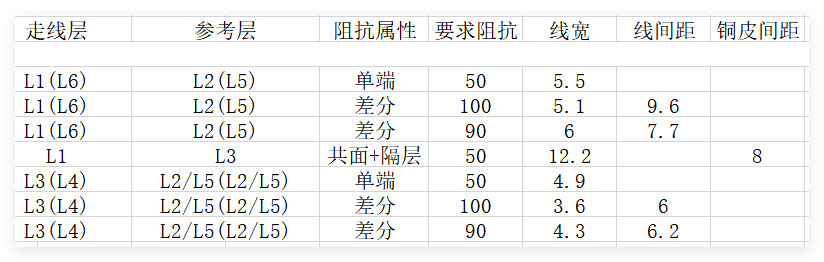 走线层 参考层 阻抗属性 要求阻抗 线宽 线间距 铜皮间距
L1(L6) L2(L5) 单端 50 5.5
L1(L6) L2(L5) 差分 100 5.1 9.6
L1(L6) L2(L5) 差分 90 6 7.7
L1 L3 共面+隔层 50 12.2 8
L3(L4) L2/L5(L2/L5) 单端 50 4.9
L3(L4) L2/L5(L2/L5) 差分 100 3.6 6
L3(L4) L2/L5(L2/L5) 差分 90 4.3 6.2